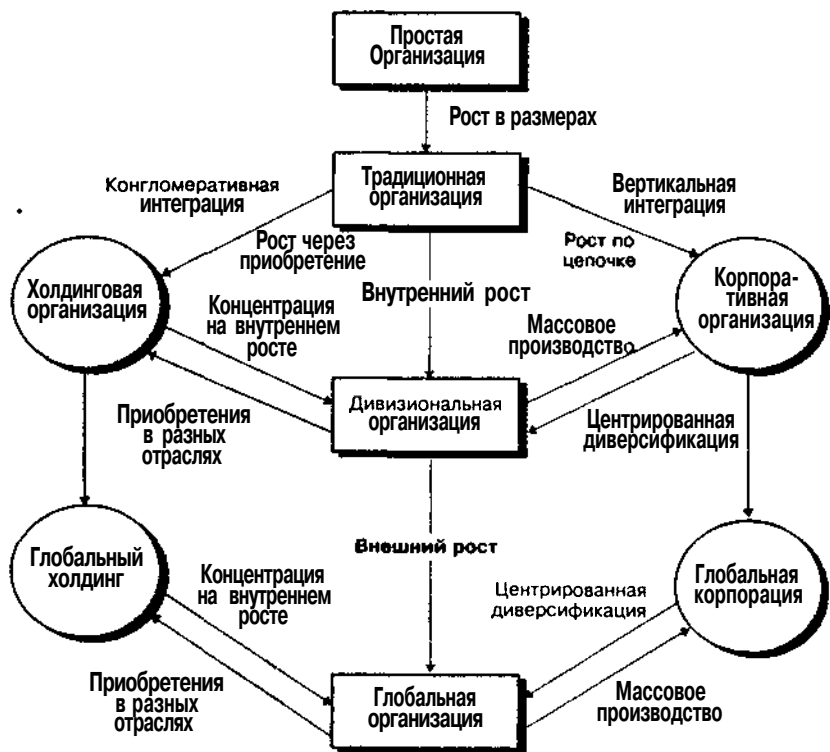 Простая
Организация
Рост в размерах
Традиционная
организация
Конгломеративная
интеграция
Вертикальная
интеграция
Рост через
приобретение
Рост по
цепочке
Холдинговая
организация
Внутренний рост
Корпора-
тивная
организация
Концентрация
на внутреннем
росте
Массовое
производство
Дивизиональная
организация
Приобретения
в разных
отраслях
Центрированная
диверсификация
Внешний рост
Глобальный
холдинг
Глобальная
корпорация
Концентрация
на внутреннем
росте
Центрированная
диверсификация
Приобретения
в разных
отраслях
Глобальная
организация
Массовое
производство